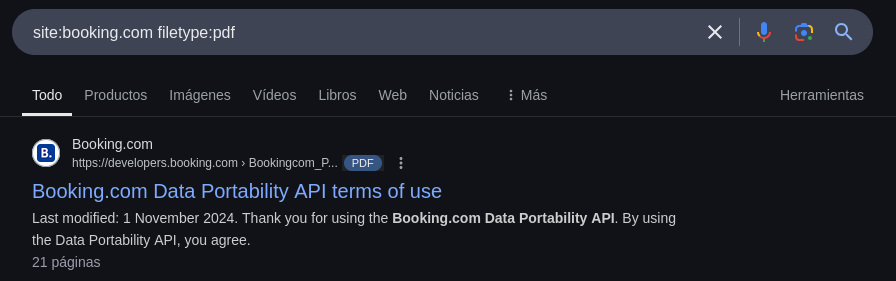 site:booking.com filetype:pdf
Todo Productos Imágenes Vídeos Libros Web Noticias Más Herramientas
B.
Booking.com
https://developers.booking.com › Bookingcom_P... PDF
Booking.com Data Portability API terms of use
Last modified: 1 November 2024. Thank you for using the Booking.com Data Portability API. By using
the Data Portability API, you agree.
21 páginas